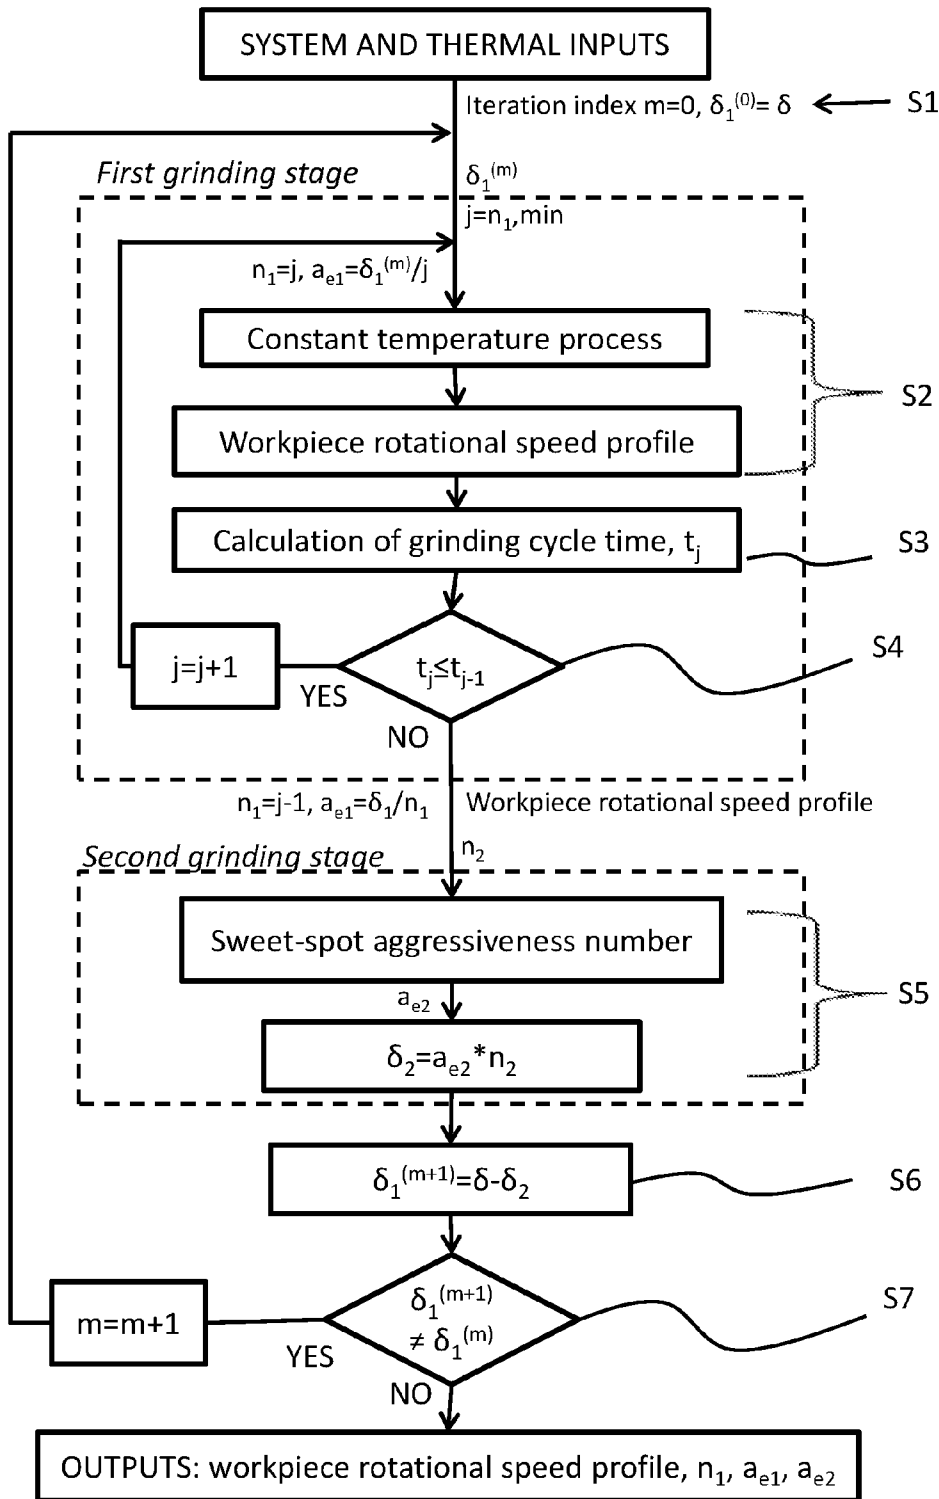 SYSTEM AND THERMAL INPUTS
Iteration index m=0, δ₁⁽⁰⁾= δ
S1
First grinding stage
δ₁⁽ᵐ⁾
j=n₁,min
n₁=j, aₑ₁=δ₁⁽ᵐ⁾/j
Constant temperature process
S2
Workpiece rotational speed profile
Calculation of grinding cycle time, tⱼ
S3
j=j+1
YES
tⱼ≤tⱼ₋₁
S4
NO
n₁=j-1, aₑ₁=δ₁/n₁
Workpiece rotational speed profile
Second grinding stage
n₂
Sweet-spot aggressiveness number
aₑ₂
S5
δ₂=aₑ₂*n₂
δ₁⁽ᵐ⁺¹⁾=δ-δ₂
S6
m=m+1
YES
δ₁⁽ᵐ⁺¹⁾
≠ δ₁⁽ᵐ⁾
S7
NO
OUTPUTS: workpiece rotational speed profile, n₁, aₑ₁, aₑ₂